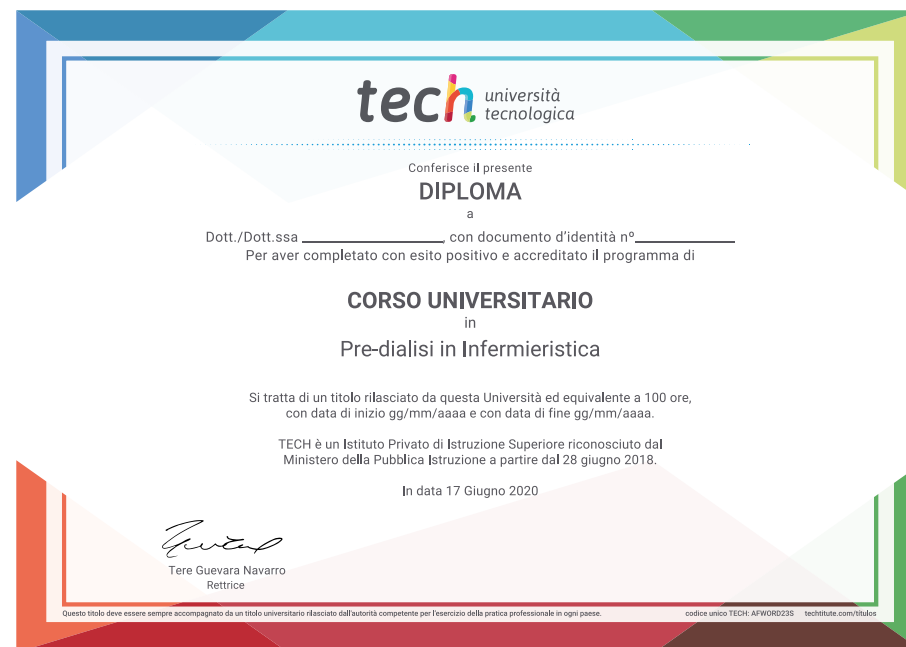 tech università
tecnologica
Conferisce il presente
DIPLOMA
a
Dott./Dott.ssa ____________________, con documento d'identità nº______________
Per aver completato con esito positivo e accreditato il programma di
CORSO UNIVERSITARIO
in
Pre-dialisi in Infermieristica
Si tratta di un titolo rilasciato da questa Università ed equivalente a 100 ore,
con data di inizio gg/mm/aaaa e con data di fine gg/mm/aaaa.
TECH è un Istituto Privato di Istruzione Superiore riconosciuto dal
Ministero della Pubblica Istruzione a partire dal 28 giugno 2018.
In data 17 Giugno 2020
Tere Guevara Navarro
Rettrice
Questo titolo deve essere sempre accompagnato da un titolo universitario rilasciato dall'autorità competente per l'esercizio della pratica professionale in ogni paese. codice unico TECH: AFWORD23S techtitute.com/titulos